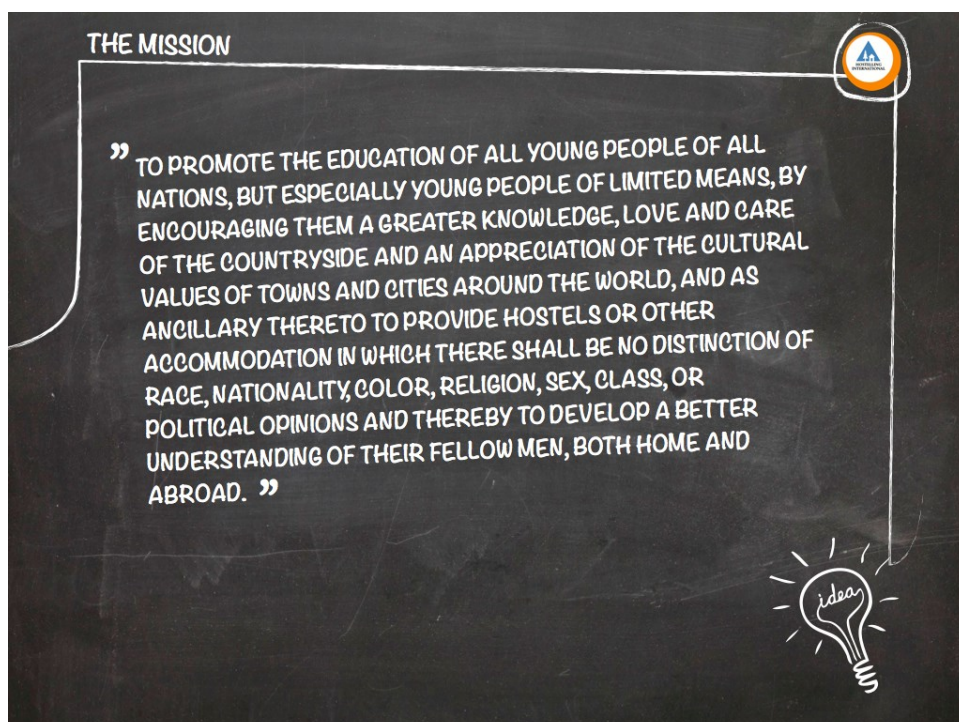 THE MISSION
HOSTELLING
INTERNATIONAL
” TO PROMOTE THE EDUCATION OF ALL YOUNG PEOPLE OF ALL
NATIONS, BUT ESPECIALLY YOUNG PEOPLE OF LIMITED MEANS, BY
ENCOURAGING THEM A GREATER KNOWLEDGE, LOVE AND CARE
OF THE COUNTRYSIDE AND AN APPRECIATION OF THE CULTURAL
VALUES OF TOWNS AND CITIES AROUND THE WORLD, AND AS
ANCILLARY THERETO TO PROVIDE HOSTELS OR OTHER
ACCOMMODATION IN WHICH THERE SHALL BE NO DISTINCTION OF
RACE, NATIONALITY, COLOR, RELIGION, SEX, CLASS, OR
POLITICAL OPINIONS AND THEREBY TO DEVELOP A BETTER
UNDERSTANDING OF THEIR FELLOW MEN, BOTH HOME AND
ABROAD. ”
idea